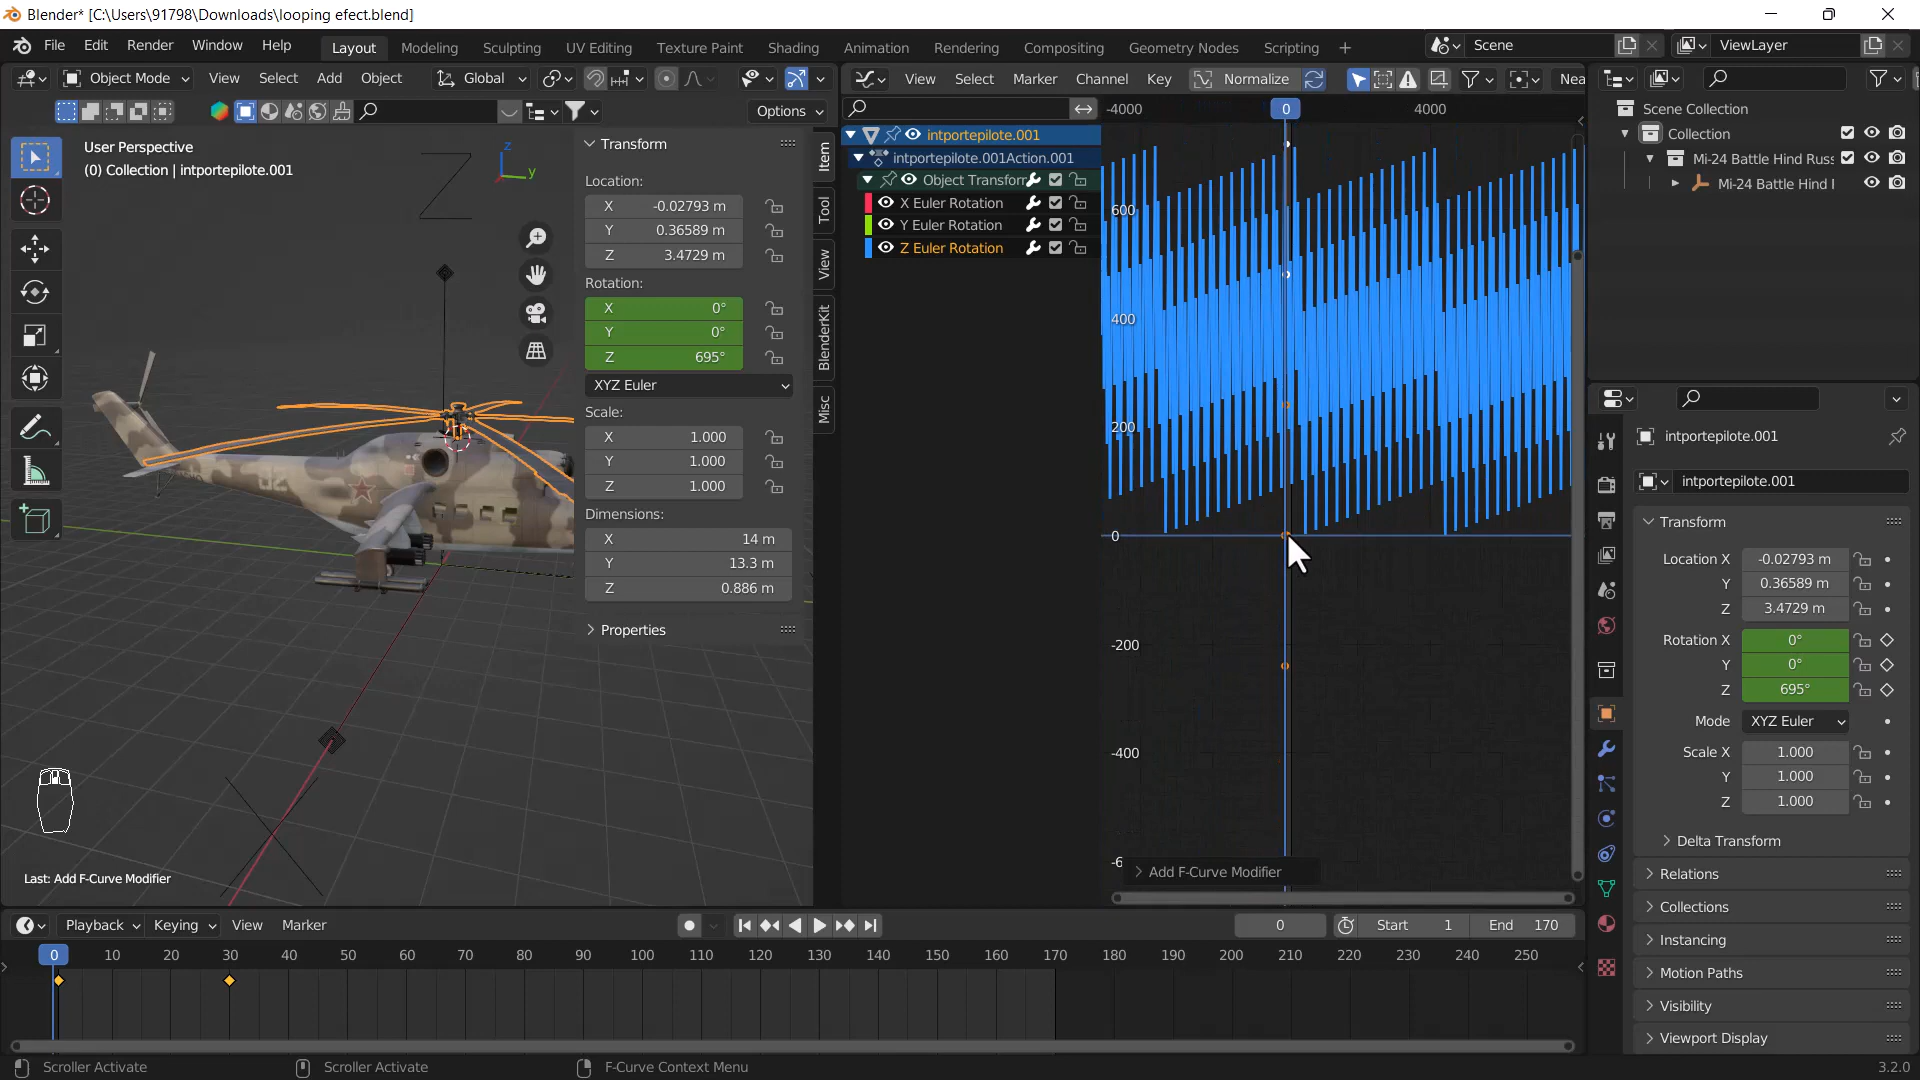 Blender* [C:\Users\91798\Downloads\looping efect.blend]
File Edit Render Window Help
Layout Modeling Sculpting UV Editing Texture Paint Shading Animation Rendering Compositing Geometry Nodes Scripting
Scene
ViewLayer
Object Mode View Select Add Object Global
Options
User Perspective
(0) Collection | intportepilote.001
Z
z
y
Transform
Location:
X -0.02793 m
Y 0.36589 m
Z 3.4729 m
Rotation:
X 0°
Y 0°
Z 695°
XYZ Euler
Scale:
X 1.000
Y 1.000
Z 1.000
Dimensions:
X 14 m
Y 13.3 m
Z 0.886 m
Properties
Item
Tool
View
BlenderKit
Misc
Last: Add F-Curve Modifier
View Select Marker Channel Key Normalize Nea
-4000 0 4000
intportepilote.001
intportepilote.001Action.001
Object Transform
X Euler Rotation
Y Euler Rotation
Z Euler Rotation
600
400
200
0
-200
-400
-6
Add F-Curve Modifier
Scene Collection
Collection
Mi-24 Battle Hind Russ
Mi-24 Battle Hind I
intportepilote.001
intportepilote.001
Transform
Location X -0.02793 m
Y 0.36589 m
Z 3.4729 m
Rotation X 0°
Y 0°
Z 695°
Mode XYZ Euler
Scale X 1.000
Y 1.000
Z 1.000
Delta Transform
Relations
Collections
Instancing
Motion Paths
Visibility
Viewport Display
Playback Keying View Marker
0 Start 1 End 170
0 10 20 30 40 50 60 70 80 90 100 110 120 130 140 150 160 170 180 190 200 210 220 230 240 250
Scroller Activate Scroller Activate F-Curve Context Menu 3.2.0